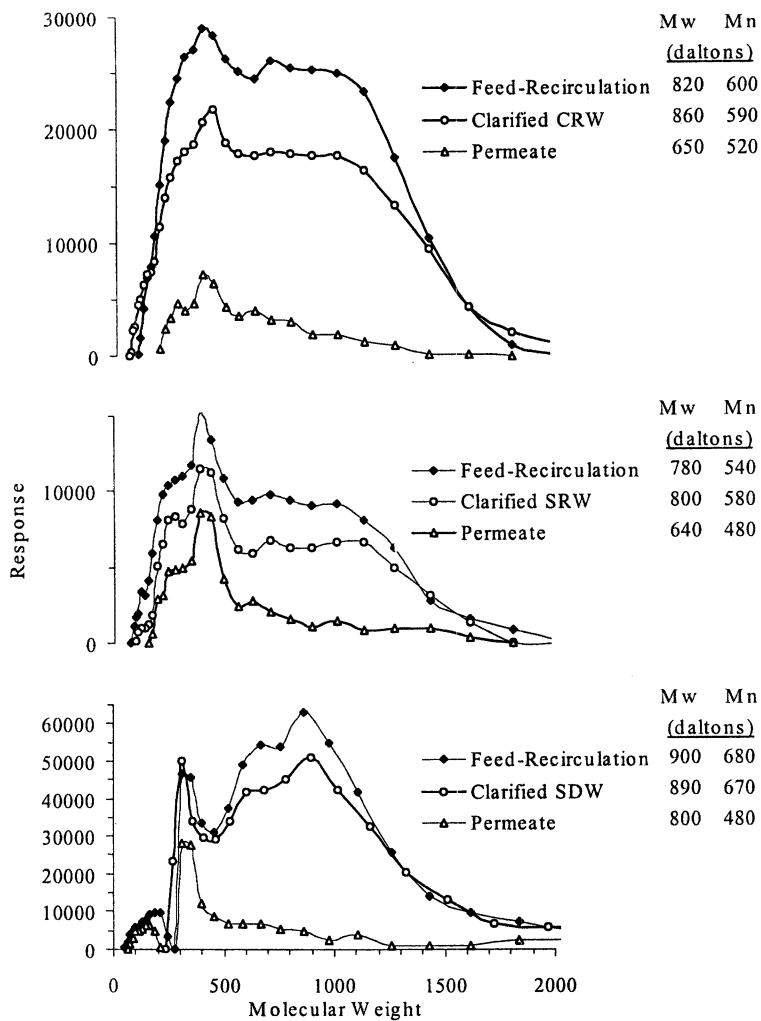 30000
20000
10000
0
Mw Mn
(daltons)
Feed-Recirculation 820 600
Clarified CRW 860 590
Permeate 650 520
Response
10000
0
Mw Mn
(daltons)
Feed-Recirculation 780 540
Clarified SRW 800 580
Permeate 640 480
60000
50000
40000
30000
20000
10000
0
Mw Mn
(daltons)
Feed-Recirculation 900 680
Clarified SDW 890 670
Permeate 800 480
0 500 1000 1500 2000
Molecular Weight